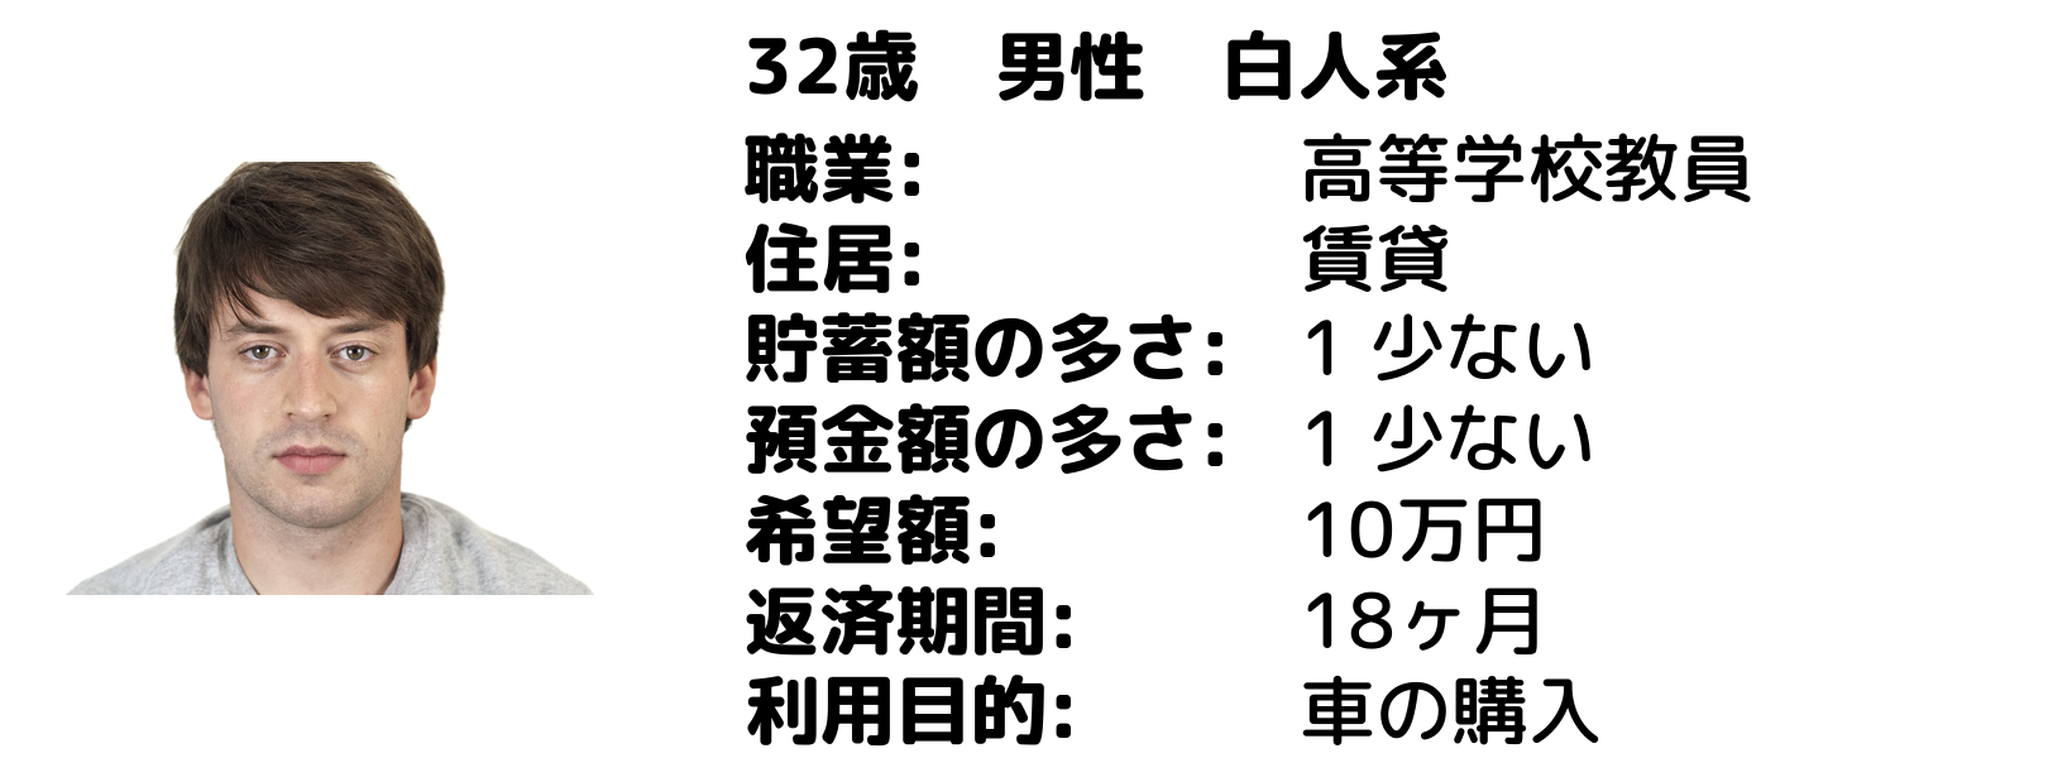 32歳　男性　白人系
職業: 高等学校教員
住居: 賃貸
貯蓄額の多さ: 1 少ない
預金額の多さ: 1 少ない
希望額: 10万円
返済期間: 18ヶ月
利用目的: 車の購入